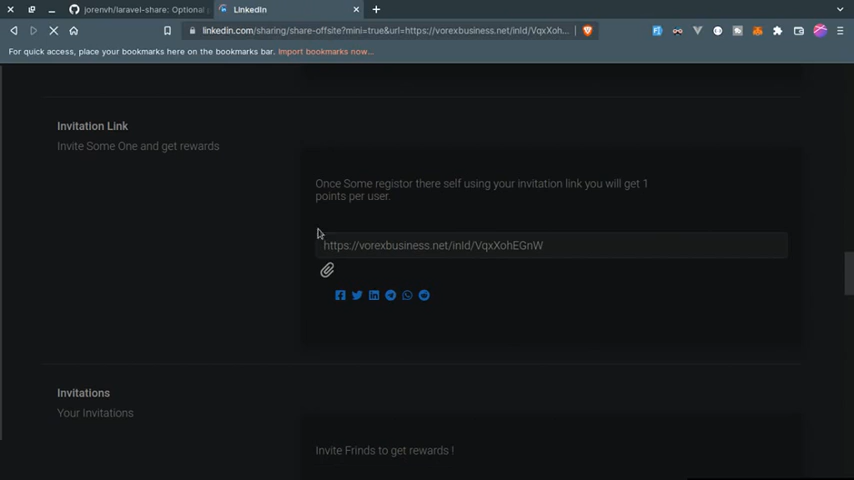 jorenvh/laravel-share: Optional
LinkedIn
linkedin.com/sharing/share-offsite?mini=true&url=https://vorexbusiness.net/inId/VqxXoh...
For quick access, place your bookmarks here on the bookmarks bar. Import bookmarks now...
Invitation Link
Invite Some One and get rewards
Once Some registor there self using your invitation link you will get 1
points per user.
https://vorexbusiness.net/inId/VqxXohEGnW
Invitations
Your Invitations
Invite Frinds to get rewards !